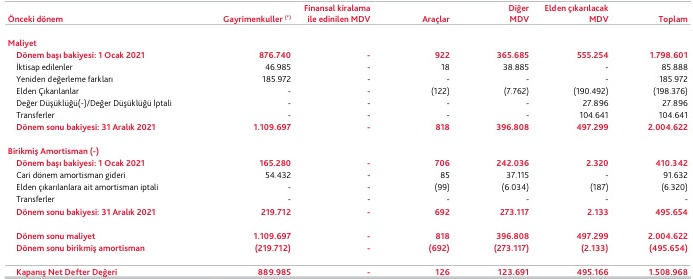 Finansal kiralama Diğer Elden çıkarılacak
Önceki dönem Gayrimenkuller (*) ile edinilen MDV Araçlar MDV MDV Toplam
Maliyet
Dönem başı bakiyesi: 1 Ocak 2021 876.740 - 922 365.685 555.254 1.798.601
İktisap edilenler 46.985 - 18 38.885 - 85.888
Yeniden değerleme farkları 185.972 - - - - 185.972
Elden Çıkarılanlar - - (122) (7.762) (190.492) (198.376)
Değer Düşüklüğü(-)/Değer Düşüklüğü İptali - - - - 27.896 27.896
Transferler - - - - 104.641 104.641
Dönem sonu bakiyesi: 31 Aralık 2021 1.109.697 - 818 396.808 497.299 2.004.622
Birikmiş Amortisman (-)
Dönem başı bakiyesi: 1 Ocak 2021 165.280 - 706 242.036 2.320 410.342
Cari dönem amortisman gideri 54.432 - 85 37.115 - 91.632
Elden çıkarılanlara ait amortisman iptali - - (99) (6.034) (187) (6.320)
Transferler - - - - - -
Dönem sonu bakiyesi: 31 Aralık 2021 219.712 - 692 273.117 2.133 495.654
Dönem sonu maliyet 1.109.697 - 818 396.808 497.299 2.004.622
Dönem sonu birikmiş amortisman (219.712) - (692) (273.117) (2.133) (495.654)
Kapanış Net Defter Değeri 889.985 - 126 123.691 495.166 1.508.968